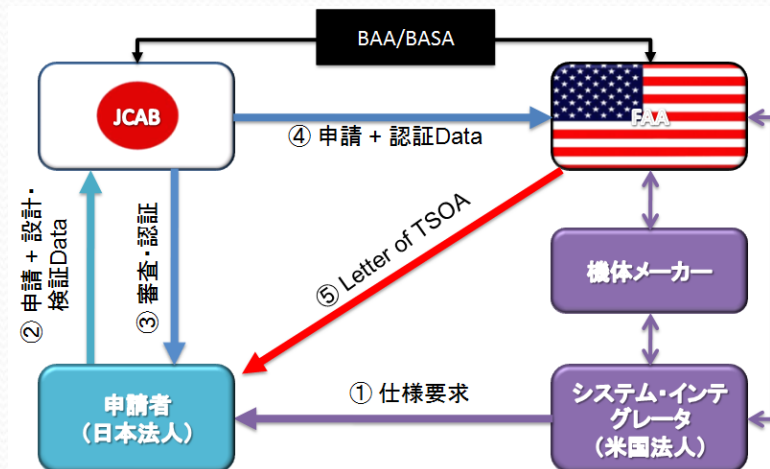 BAA/BASA
JCAB
FAA
④ 申請 + 認証Data
② 申請 + 設計・
検証Data
③ 審査・認証
⑤ Letter of TSOA
機体メーカー
① 仕様要求
申請者
(日本法人)
システム・インテ
グレータ
(米国法人)